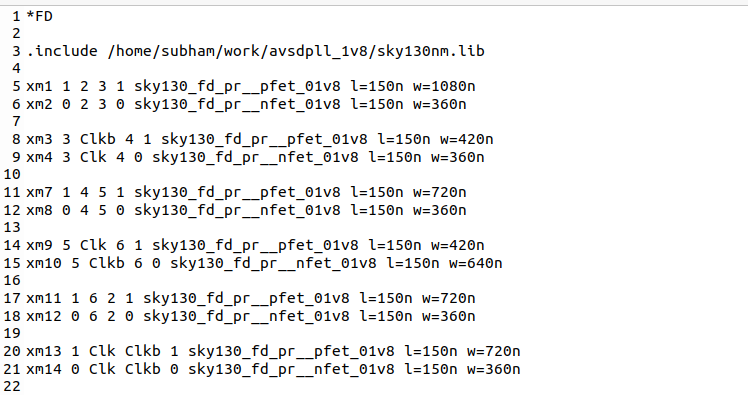 1 *FD
2
3 .include /home/subham/work/avsdpll_1v8/sky130nm.lib
4
5 xm1 1 2 3 1 sky130_fd_pr__pfet_01v8 l=150n w=1080n
6 xm2 0 2 3 0 sky130_fd_pr__nfet_01v8 l=150n w=360n
7
8 xm3 3 Clkb 4 1 sky130_fd_pr__pfet_01v8 l=150n w=420n
9 xm4 3 Clk 4 0 sky130_fd_pr__nfet_01v8 l=150n w=360n
10
11 xm7 1 4 5 1 sky130_fd_pr__pfet_01v8 l=150n w=720n
12 xm8 0 4 5 0 sky130_fd_pr__nfet_01v8 l=150n w=360n
13
14 xm9 5 Clk 6 1 sky130_fd_pr__pfet_01v8 l=150n w=420n
15 xm10 5 Clkb 6 0 sky130_fd_pr__nfet_01v8 l=150n w=640n
16
17 xm11 1 6 2 1 sky130_fd_pr__pfet_01v8 l=150n w=720n
18 xm12 0 6 2 0 sky130_fd_pr__nfet_01v8 l=150n w=360n
19
20 xm13 1 Clk Clkb 1 sky130_fd_pr__pfet_01v8 l=150n w=720n
21 xm14 0 Clk Clkb 0 sky130_fd_pr__nfet_01v8 l=150n w=360n
22